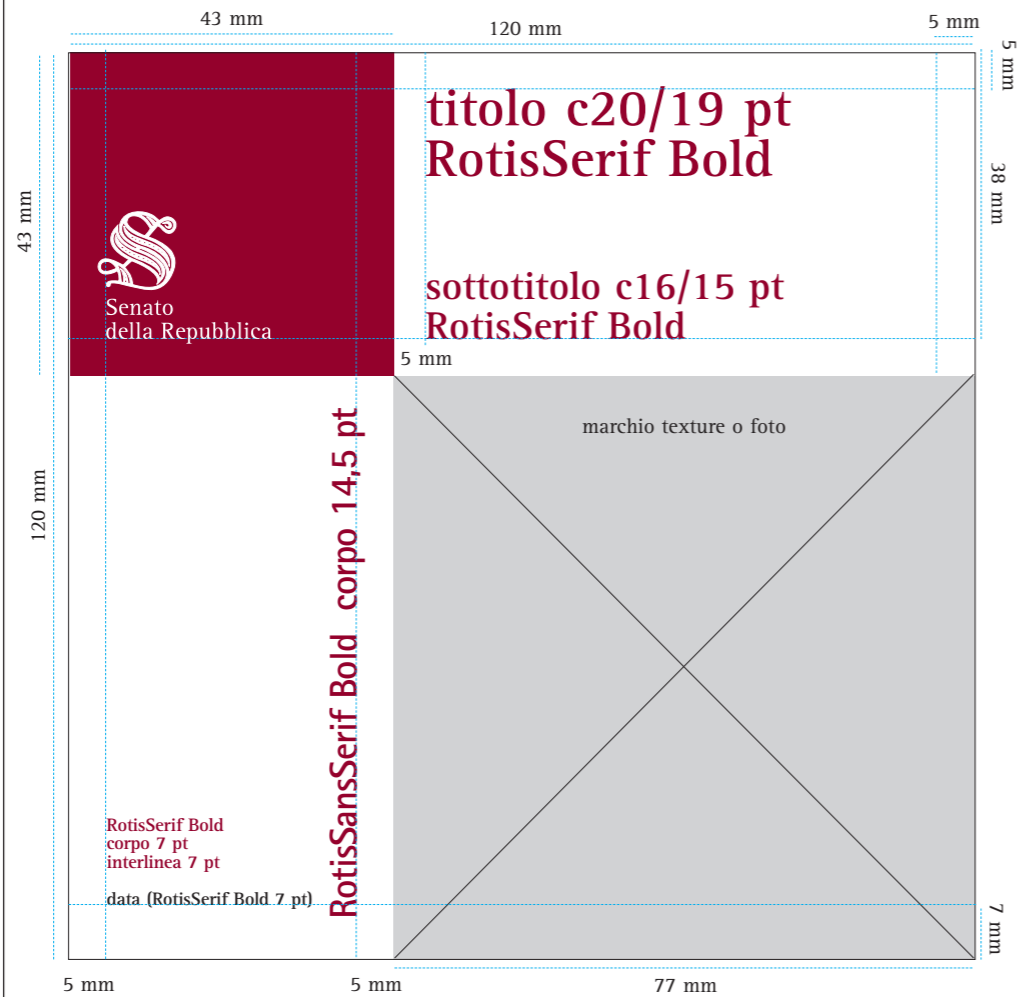 43 mm
120 mm
5 mm
5 mm
titolo c20/19 pt
RotisSerif Bold
38 mm
43 mm
sottotitolo c16/15 pt
RotisSerif Bold
Senato
della Repubblica
5 mm
marchio texture o foto
RotisSansSerif Bold corpo 14,5 pt
120 mm
RotisSerif Bold
corpo 7 pt
interlinea 7 pt
data (RotisSerif Bold 7 pt)
7 mm
5 mm
5 mm
77 mm